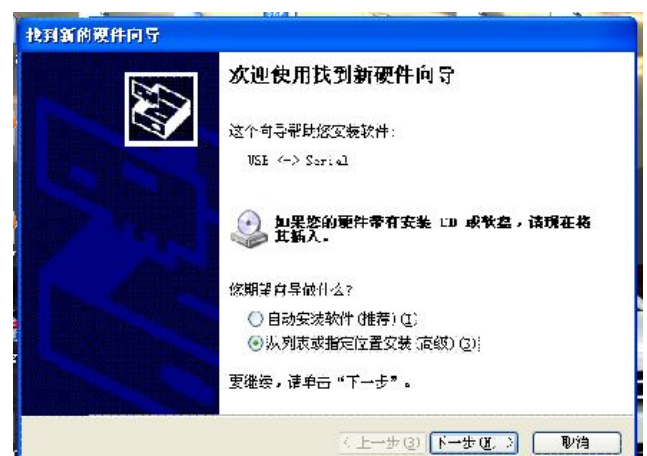 找到新的硬件向导
欢迎使用找到新硬件向导
这个向导帮助您安装软件:
USB <-> Serial
如果您的硬件带有安装 CD 或软盘,请现在将
其插入。
您期望向导做什么?
自动安装软件(推荐)(I)
从列表或指定位置安装(高级)(S)
要继续,请单击“下一步”。
< 上一步(B)
下一步(N) >
取消